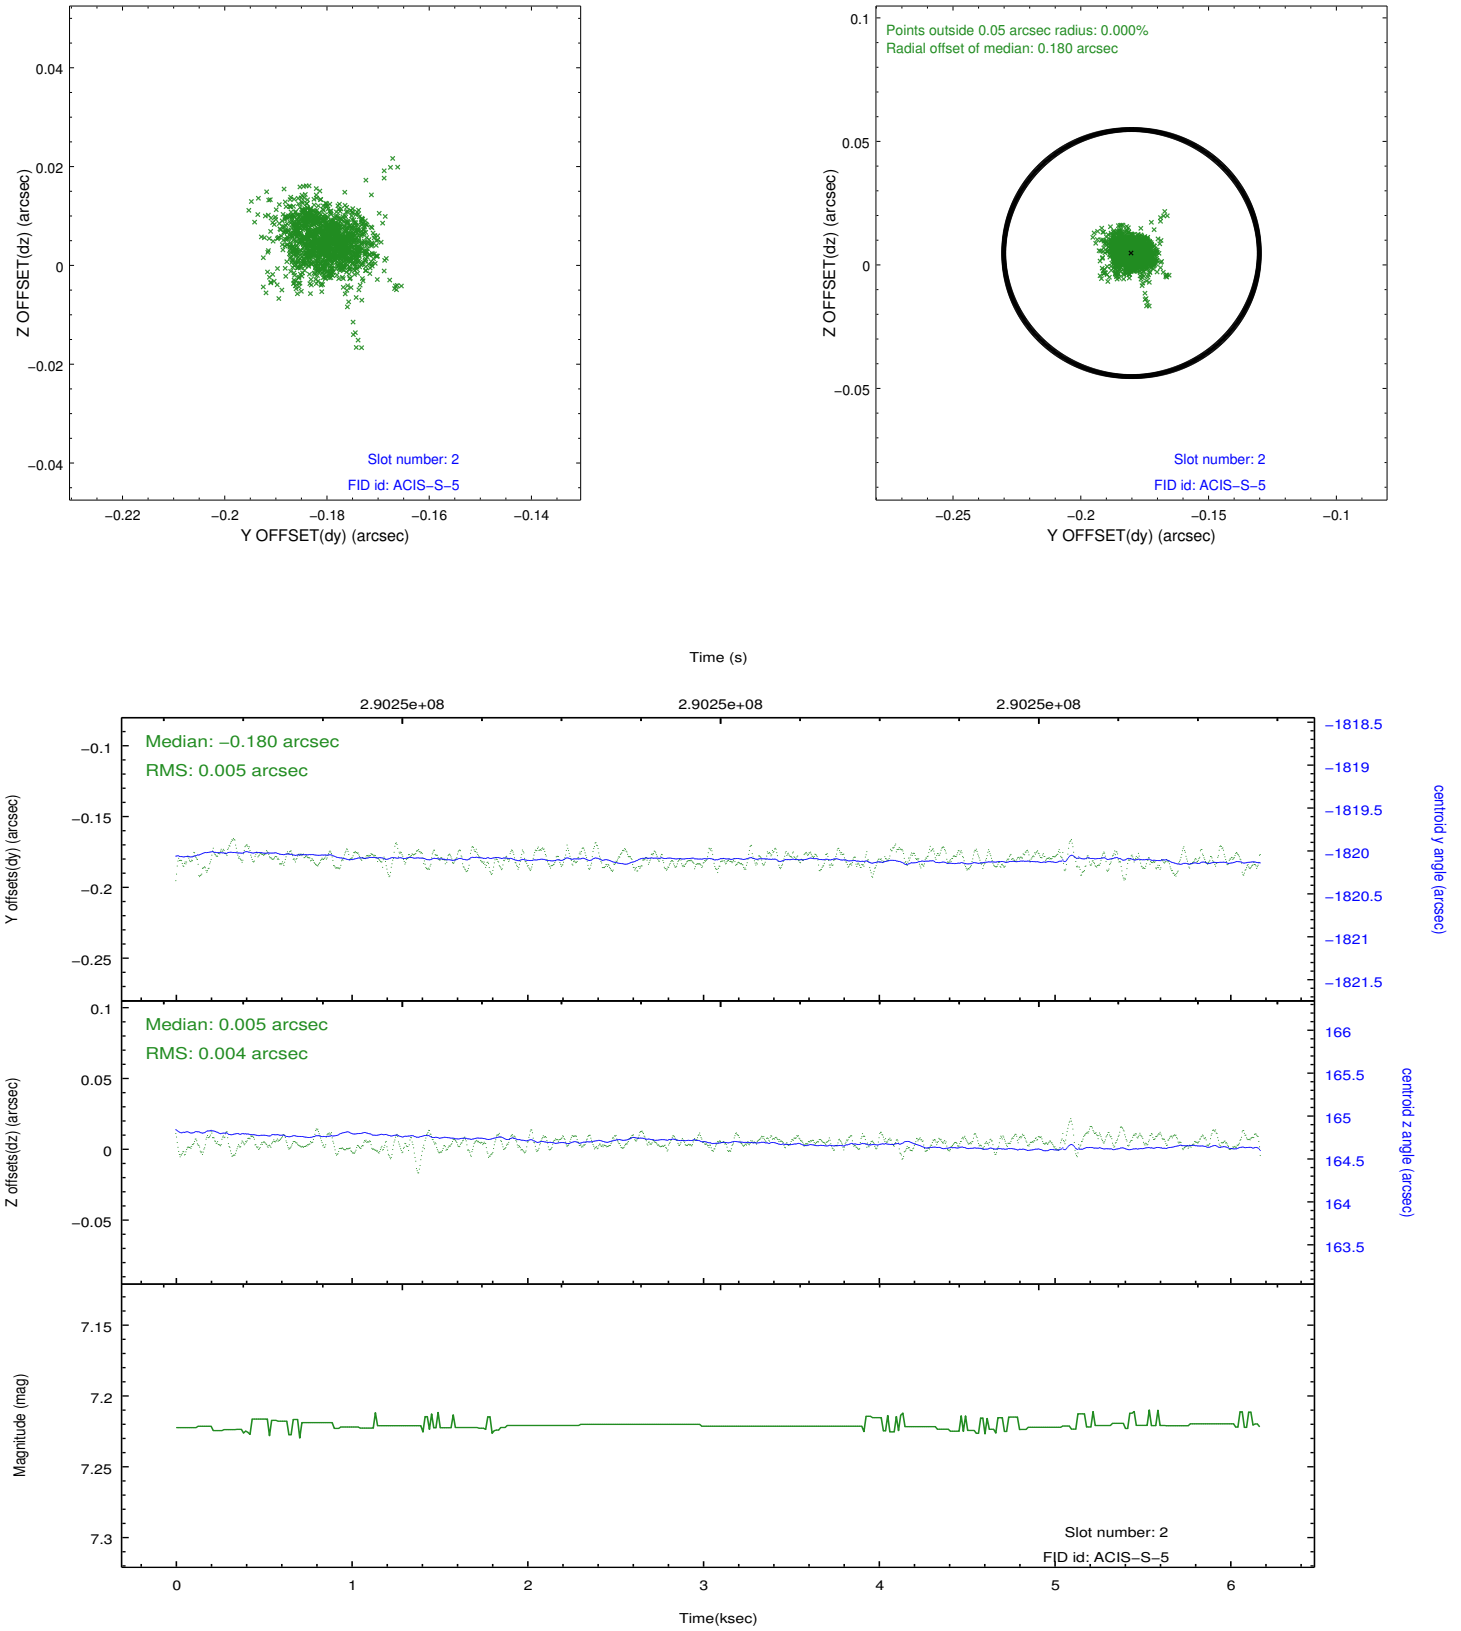 0.04
0.02
0
−0.02
−0.04
Z OFFSET(dz) (arcsec)
Slot number: 2
FID id: ACIS−S−5
−0.22 −0.2 −0.18 −0.16 −0.14
Y OFFSET(dy) (arcsec)
Points outside 0.05 arcsec radius: 0.000%
Radial offset of median: 0.180 arcsec
0.1
0.05
0
−0.05
Z OFFSET(dz) (arcsec)
Slot number: 2
FID id: ACIS−S−5
−0.25 −0.2 −0.15 −0.1
Y OFFSET(dy) (arcsec)
Time (s)
2.9025e+08 2.9025e+08 2.9025e+08
Median: −0.180 arcsec
RMS: 0.005 arcsec
−0.1
−0.15
−0.2
−0.25
Y offsets(dy) (arcsec)
−1818.5
−1819
−1819.5
−1820
−1820.5
−1821
−1821.5
centroid y angle (arcsec)
Median: 0.005 arcsec
RMS: 0.004 arcsec
0.1
0.05
0
−0.05
Z offsets(dz) (arcsec)
166
165.5
165
164.5
164
163.5
centroid z angle (arcsec)
7.15
7.2
7.25
7.3
Magnitude (mag)
Slot number: 2
FID id: ACIS−S−5
0 1 2 3 4 5 6
Time(ksec)